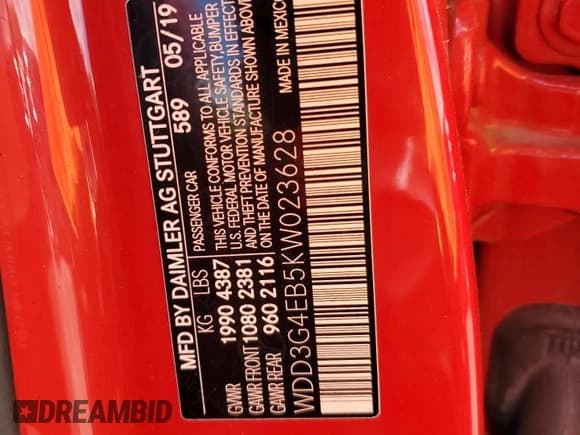 MFD BY DAIMLER AG STUTTGART
589 05/19
KG LBS PASSENGER CAR
GVWR 1990 4387 THIS VEHICLE CONFORMS TO ALL APPLICABLE
GAWR FRONT 1080 2381 U.S. FEDERAL MOTOR VEHICLE SAFETY, BUMPER
GAWR REAR 960 2116 AND THEFT PREVENTION STANDARDS IN EFFECT
ON THE DATE OF MANUFACTURE SHOWN ABOVE
WDD3G4EB5KW023628 MADE IN MEXICO
DREAMBID